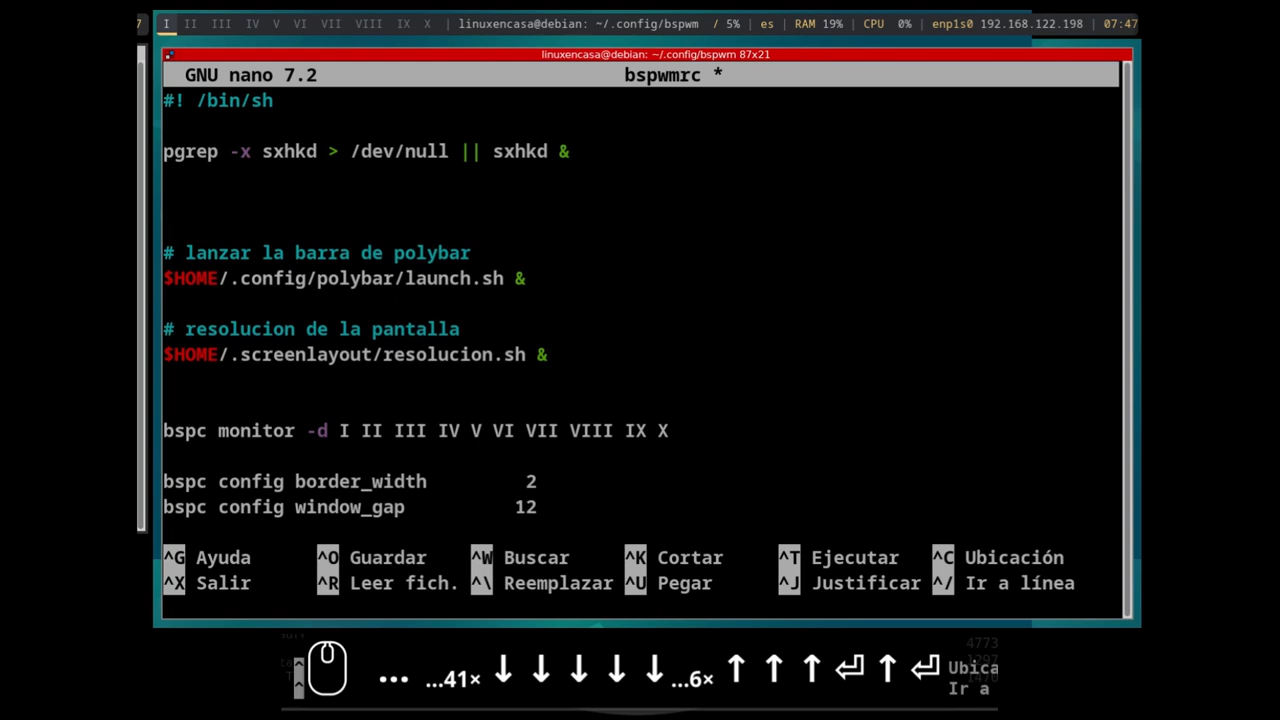 7 I II III IV V VI VII VIII IX X | linuxencasa@debian: ~/.config/bspwm / 5% | es | RAM 19% | CPU 0% | enp1s0 192.168.122.198 | 07:47
linuxencasa@debian: ~/.config/bspwm 87x21
GNU nano 7.2 bspwmrc *
#! /bin/sh
pgrep -x sxhkd > /dev/null || sxhkd &
# lanzar la barra de polybar
$HOME/.config/polybar/launch.sh &
# resolucion de la pantalla
$HOME/.screenlayout/resolucion.sh &
bspc monitor -d I II III IV V VI VII VIII IX X
bspc config border_width 2
bspc config window_gap 12
^G Ayuda ^O Guardar ^W Buscar ^K Cortar ^T Ejecutar ^C Ubicación
^X Salir ^R Leer fich. ^\ Reemplazar ^U Pegar ^J Justificar ^/ Ir a línea
4773
... ...41× ↓ ↓ ↓ ↓ ↓ ...6× ↑ ↑ ↑ ⏎ ↑ ⏎ Ubica
Ir a